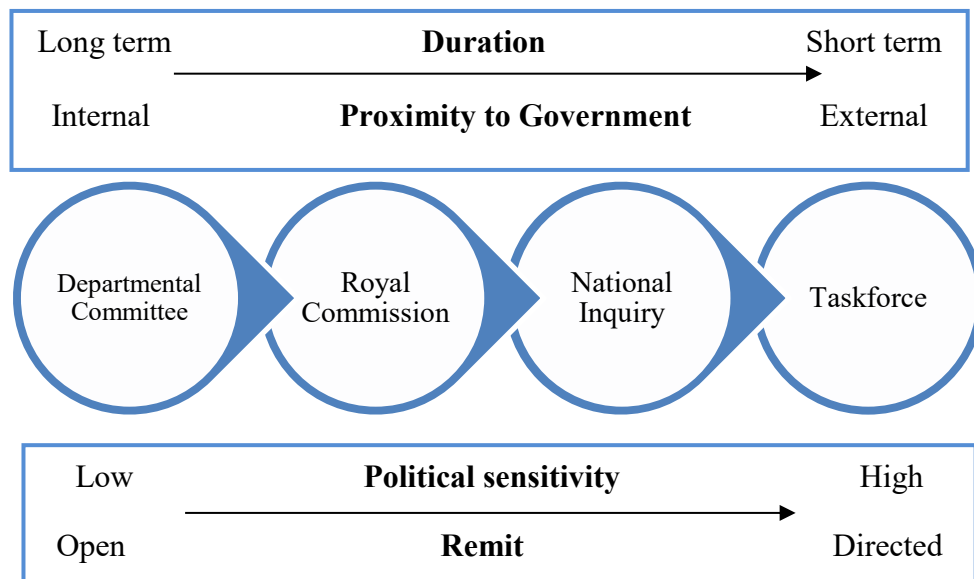 Long term Duration Short term
Internal Proximity to Government External
Departmental
Committee
Royal
Commission
National
Inquiry
Taskforce
Low Political sensitivity High
Open Remit Directed